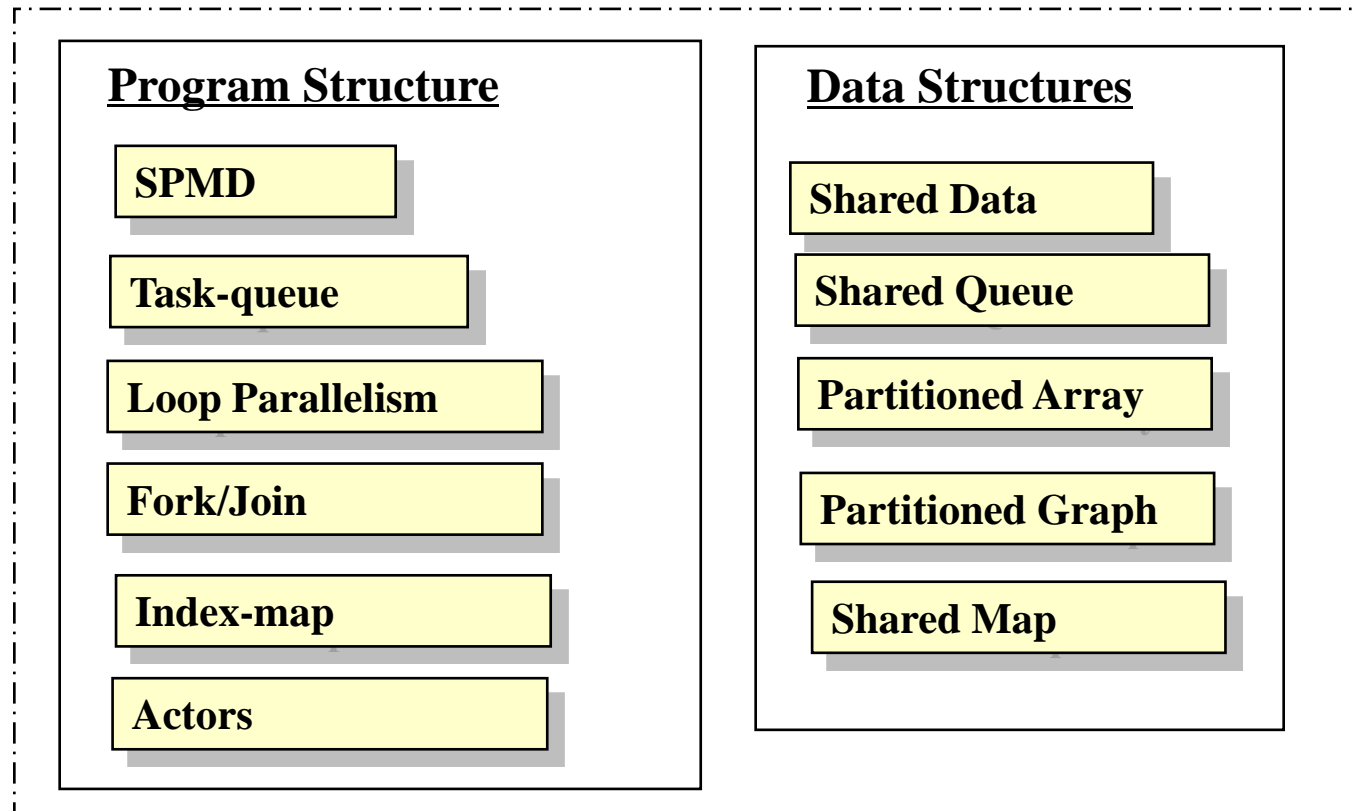 Program Structure
SPMD
Task-queue
Loop Parallelism
Fork/Join
Index-map
Actors
Data Structures
Shared Data
Shared Queue
Partitioned Array
Partitioned Graph
Shared Map